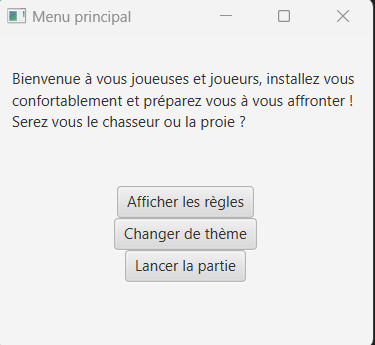 Menu principal
Bienvenue à vous joueuses et joueurs, installez vous
confortablement et préparez vous à vous affronter !
Serez vous le chasseur ou la proie ?
Afficher les règles
Changer de thème
Lancer la partie